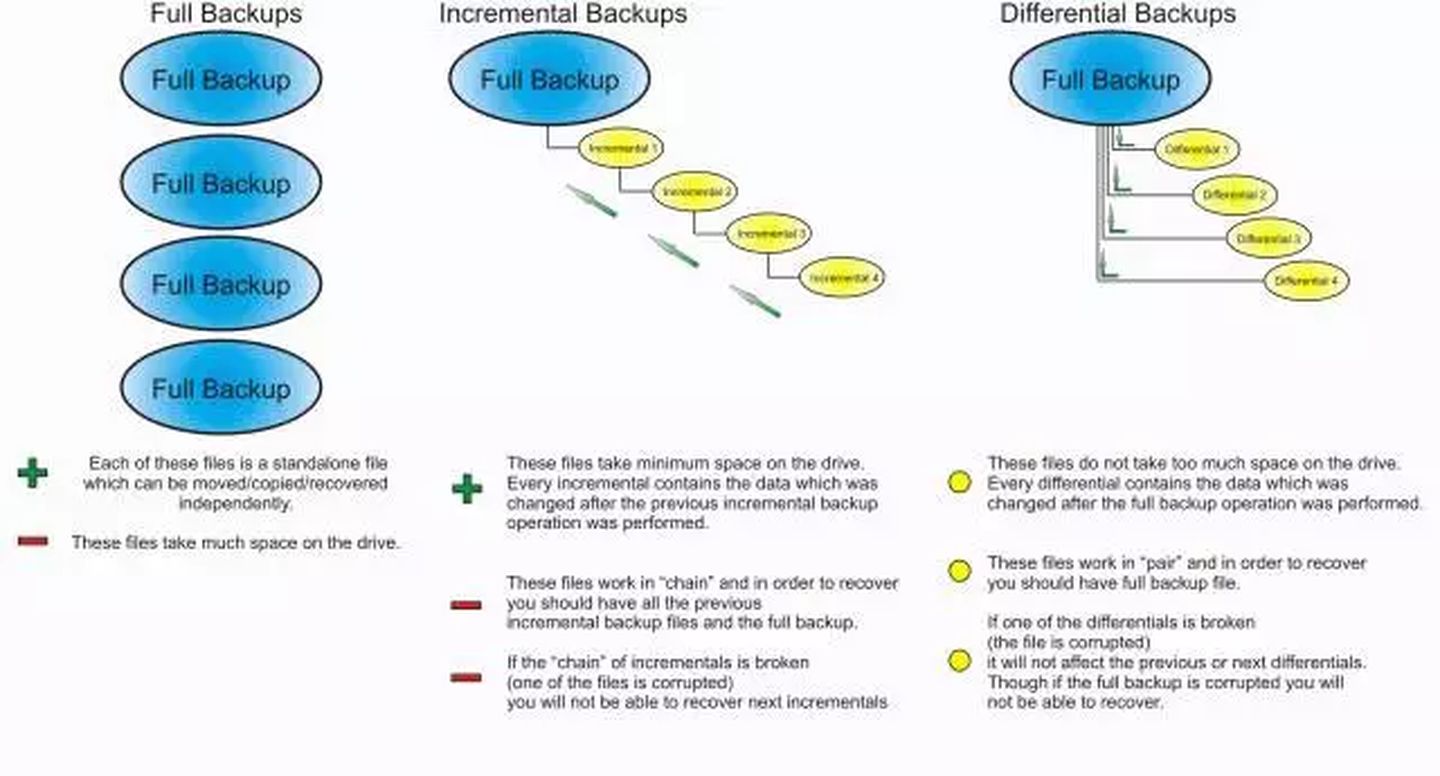 Full Backups
Full Backup
Full Backup
Full Backup
Full Backup
Each of these files is a standalone file
which can be moved/copied/recovered
independently.
These files take much space on the drive.
Incremental Backups
Full Backup
Incremental 1
Incremental 2
Incremental 3
Incremental 4
These files take minimum space on the drive.
Every incremental contains the data which was
changed after the previous incremental backup
operation was performed.
These files work in “chain” and in order to recover
you should have all the previous
incremental backup files and the full backup.
If the “chain” of incrementals is broken
(one of the files is corrupted)
you will not be able to recover next incrementals
Differential Backups
Full Backup
Differential 1
Differential 2
Differential 3
Differential 4
These files do not take too much space on the drive.
Every differential contains the data which was
changed after the full backup operation was performed.
These files work in “pair” and in order to recover
you should have full backup file.
If one of the differentials is broken
(the file is corrupted)
it will not affect the previous or next differentials.
Though if the full backup is corrupted you will
not be able to recover.